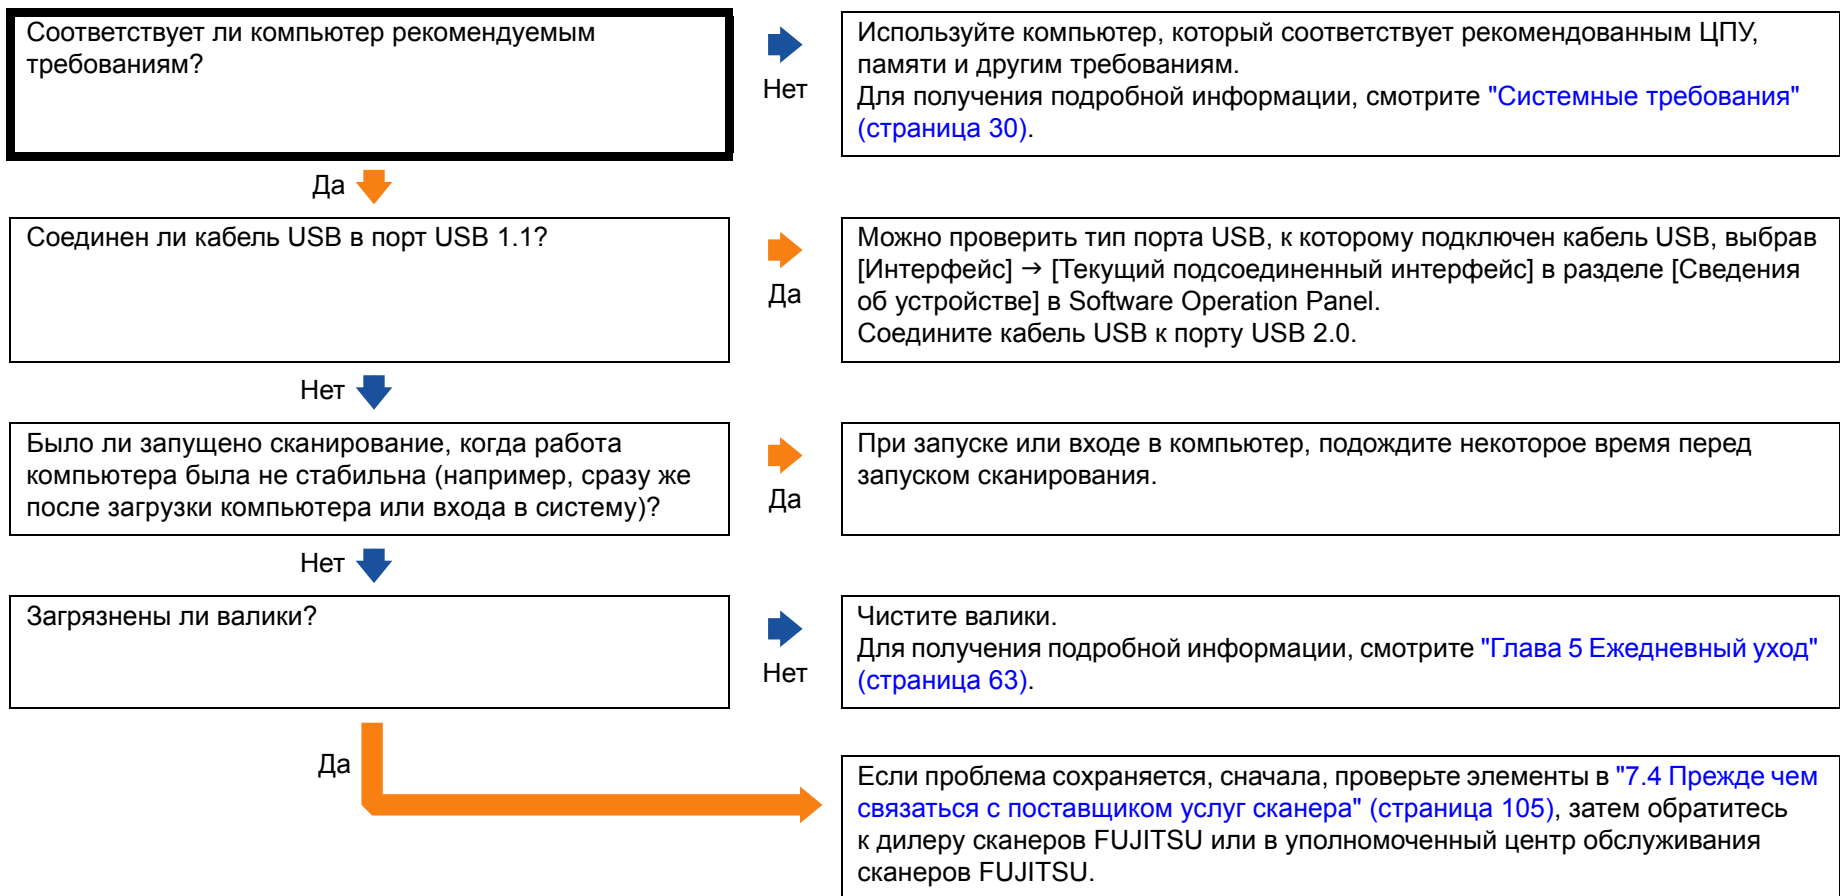 Соответствует ли компьютер рекомендуемым
требованиям?
Нет
Используйте компьютер, который соответствует рекомендованным ЦПУ,
памяти и другим требованиям.
Для получения подробной информации, смотрите "Системные требования"
(страница 30).
Да
Соединен ли кабель USB в порт USB 1.1?
Да
Можно проверить тип порта USB, к которому подключен кабель USB, выбрав
[Интерфейс] → [Текущий подсоединенный интерфейс] в разделе [Сведения
об устройстве] в Software Operation Panel.
Соедините кабель USB к порту USB 2.0.
Нет
Было ли запущено сканирование, когда работа
компьютера была не стабильна (например, сразу же
после загрузки компьютера или входа в систему)?
Да
При запуске или входе в компьютер, подождите некоторое время перед
запуском сканирования.
Нет
Загрязнены ли валики?
Нет
Чистите валики.
Для получения подробной информации, смотрите "Глава 5 Ежедневный уход"
(страница 63).
Да
Если проблема сохраняется, сначала, проверьте элементы в "7.4 Прежде чем
связаться с поставщиком услуг сканера" (страница 105), затем обратитесь
к дилеру сканеров FUJITSU или в уполномоченный центр обслуживания
сканеров FUJITSU.